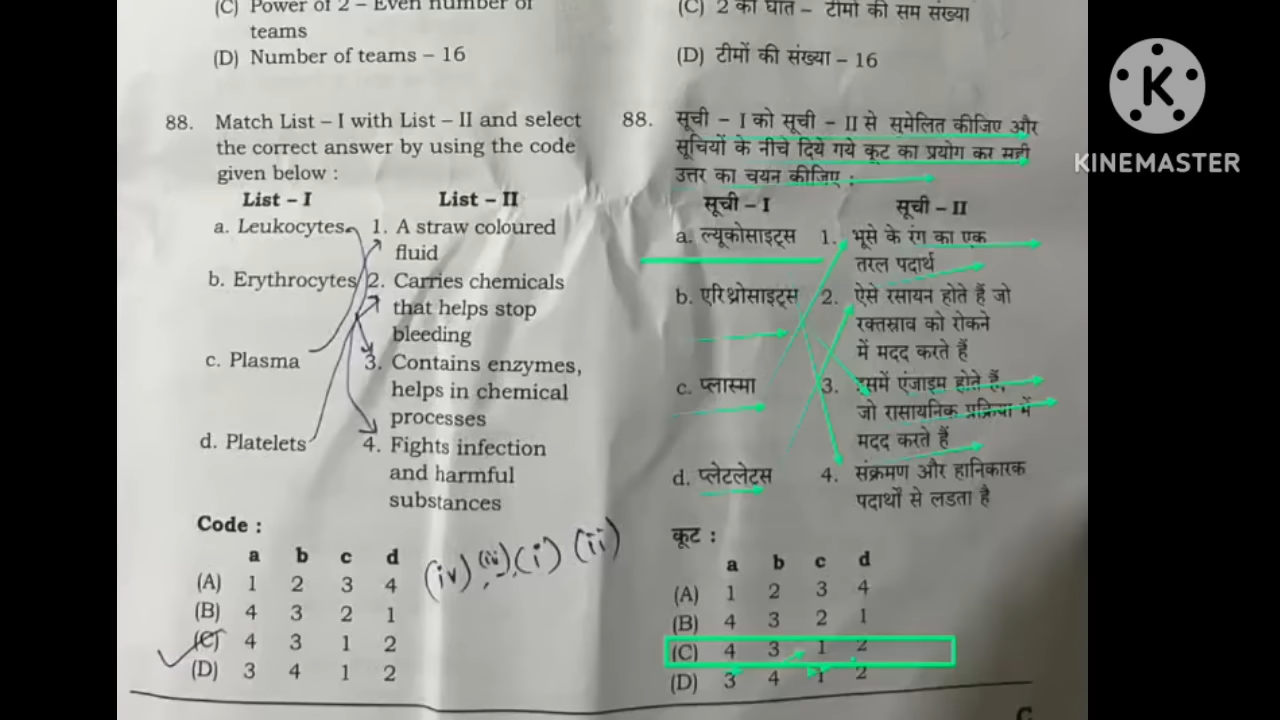 (C) Power of 2 – Even number of
teams
(D) Number of teams – 16
88. Match List – I with List – II and select
the correct answer by using the code
given below :
List – I List – II
a. Leukocytes 1. A straw coloured
fluid
b. Erythrocytes 2. Carries chemicals
that helps stop
bleeding
c. Plasma 3. Contains enzymes,
helps in chemical
processes
d. Platelets 4. Fights infection
and harmful
substances
Code :
a b c d
(A) 1 2 3 4
(B) 4 3 2 1
(C) 4 3 1 2
(D) 3 4 1 2
(iv) (iii) (i) (ii)
(C) 2 की घात – टीमों की सम संख्या
(D) टीमों की संख्या – 16
88. सूची – I को सूची – II से सुमेलित कीजिए और
सूचियों के नीचे दिये गये कूट का प्रयोग कर सही
उत्तर का चयन कीजिए :
सूची – I सूची – II
a. ल्यूकोसाइट्स 1. भूसे के रंग का एक
तरल पदार्थ
b. एरिथ्रोसाइट्स 2. ऐसे रसायन होते हैं जो
रक्तस्राव को रोकने
में मदद करते हैं
c. प्लास्मा 3. इसमें एंजाइम होते हैं,
जो रासायनिक प्रक्रिया में
मदद करते हैं
d. प्लेटलेट्स 4. संक्रमण और हानिकारक
पदार्थों से लडता है
कूट :
a b c d
(A) 1 2 3 4
(B) 4 3 2 1
(C) 4 3 1 2
(D) 3 4 1 2
C
K
KINEMASTER